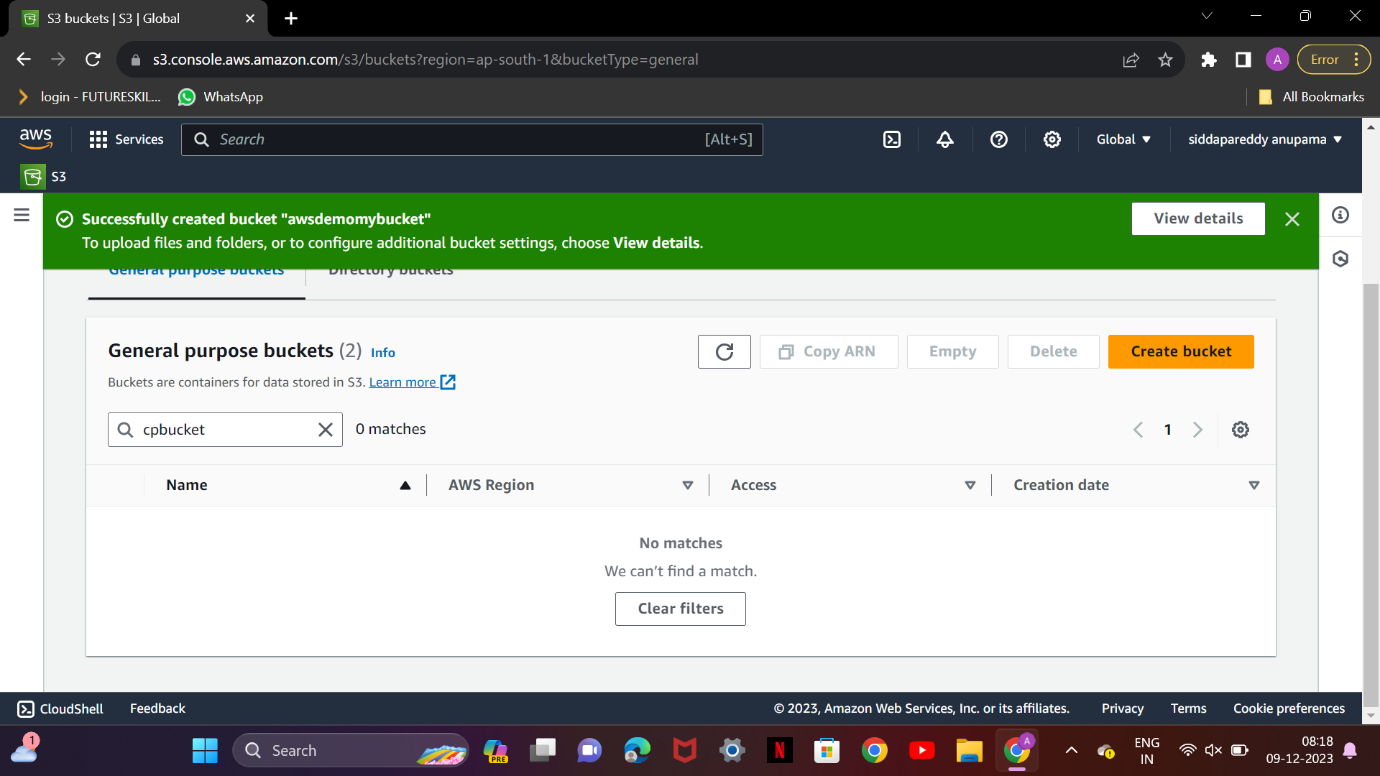 S3 buckets | S3 | Global
s3.console.aws.amazon.com/s3/buckets?region=ap-south-1&bucketType=general
A
Error
login - FUTURESKIL...
WhatsApp
All Bookmarks
aws
Services
Search
[Alt+S]
Global
siddapareddy anupama
S3
Successfully created bucket "awsdemomybucket"
To upload files and folders, or to configure additional bucket settings, choose View details.
View details
General purpose buckets
Directory buckets
General purpose buckets (2) Info
Buckets are containers for data stored in S3. Learn more
Copy ARN
Empty
Delete
Create bucket
cpbucket
0 matches
1
Name
AWS Region
Access
Creation date
No matches
We can't find a match.
Clear filters
CloudShell
Feedback
© 2023, Amazon Web Services, Inc. or its affiliates.
Privacy
Terms
Cookie preferences
1
Search
PRE
N
A
ENG
IN
08:18
09-12-2023